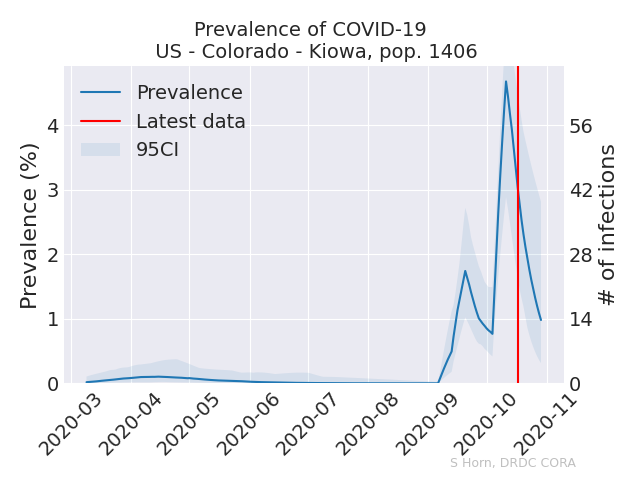 Prevalence of COVID-19
US - Colorado - Kiowa, pop. 1406
Prevalence
Latest data
95CI
Prevalence (%)
4
3
2
1
0
56
42
28
14
0
# of infections
2020-03
2020-04
2020-05
2020-06
2020-07
2020-08
2020-09
2020-10
2020-11
S Horn, DRDC CORA